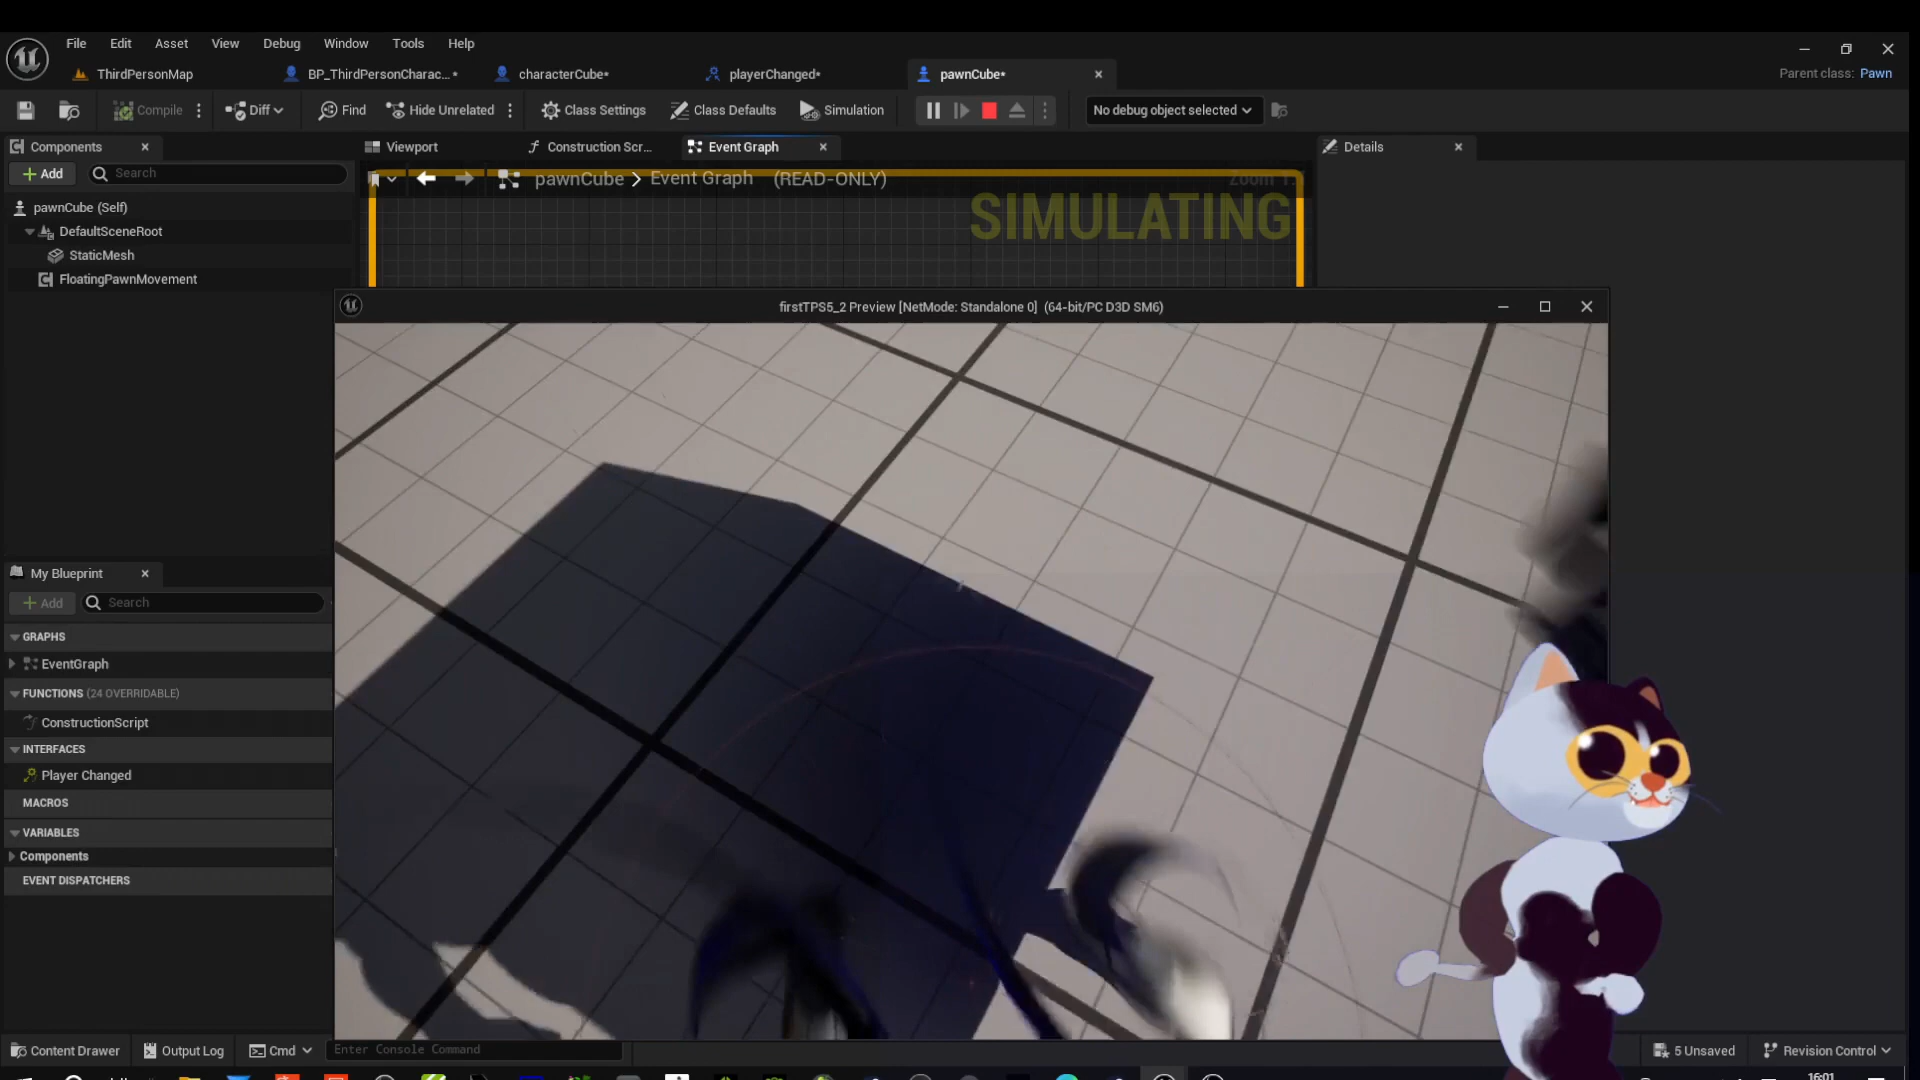 File Edit Asset View Debug Window Tools Help
ThirdPersonMap BP_ThirdPersonCharac...* characterCube* playerChanged* pawnCube* Parent class: Pawn
Compile Diff Find Hide Unrelated Class Settings Class Defaults Simulation No debug object selected
Components Viewport Construction Scr... Event Graph Details
Add Search
pawnCube > Event Graph (READ-ONLY)
SIMULATING
pawnCube (Self)
DefaultSceneRoot
StaticMesh
FloatingPawnMovement
firstTPS5_2 Preview [NetMode: Standalone 0] (64-bit/PC D3D SM6)
My Blueprint
Add Search
GRAPHS
EventGraph
FUNCTIONS (24 OVERRIDABLE)
ConstructionScript
INTERFACES
Player Changed
MACROS
VARIABLES
Components
EVENT DISPATCHERS
Content Drawer Output Log Cmd Enter Console Command 5 Unsaved Revision Control
16:01